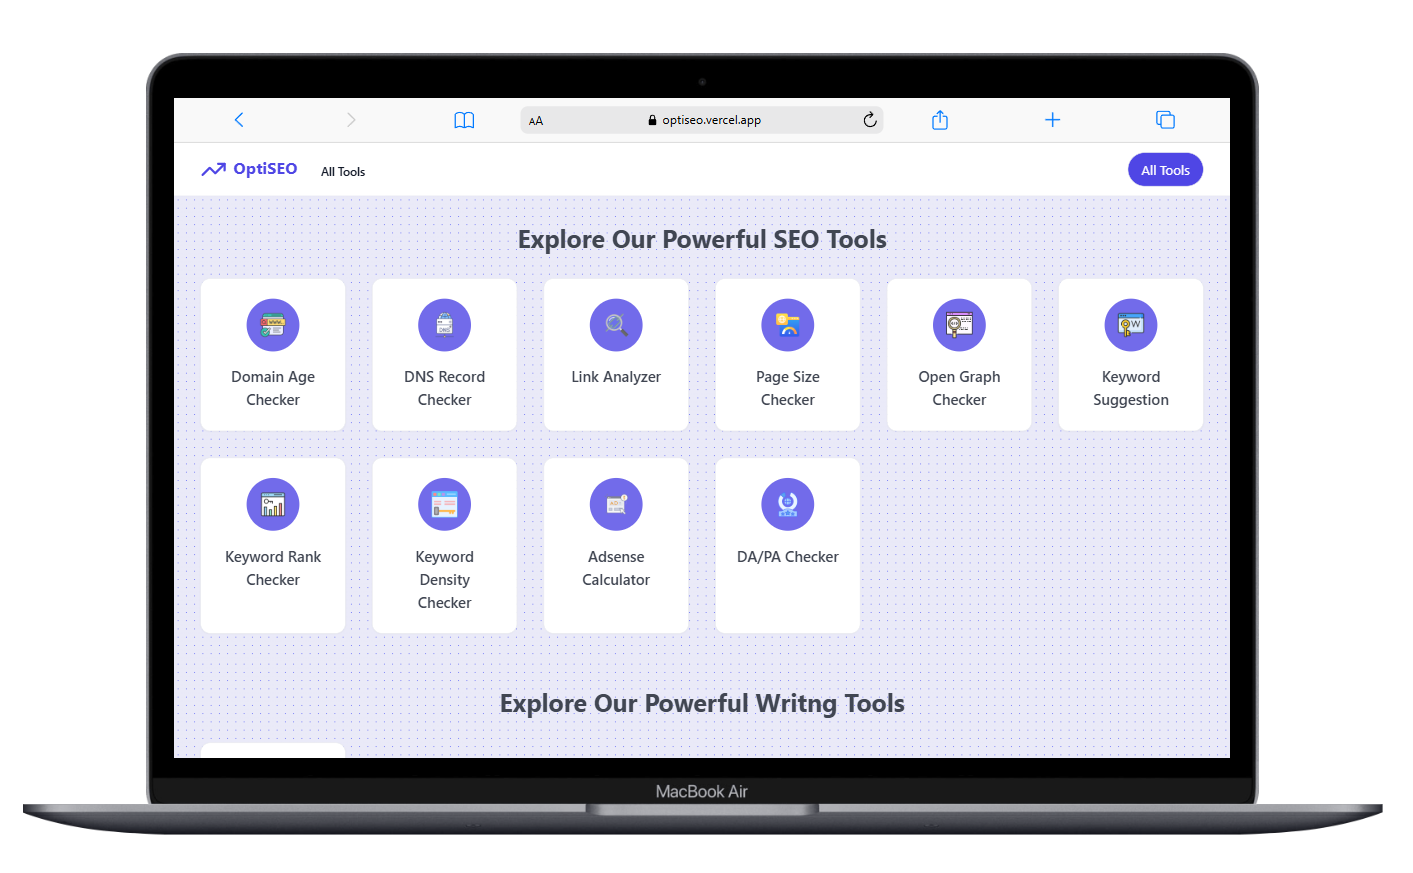 AA optiseo.vercel.app
OptiSEO All Tools All Tools
Explore Our Powerful SEO Tools
Domain Age
Checker
DNS Record
Checker
Link Analyzer
Page Size
Checker
Open Graph
Checker
Keyword
Suggestion
Keyword Rank
Checker
Keyword
Density
Checker
Adsense
Calculator
DA/PA Checker
Explore Our Powerful Writng Tools
MacBook Air